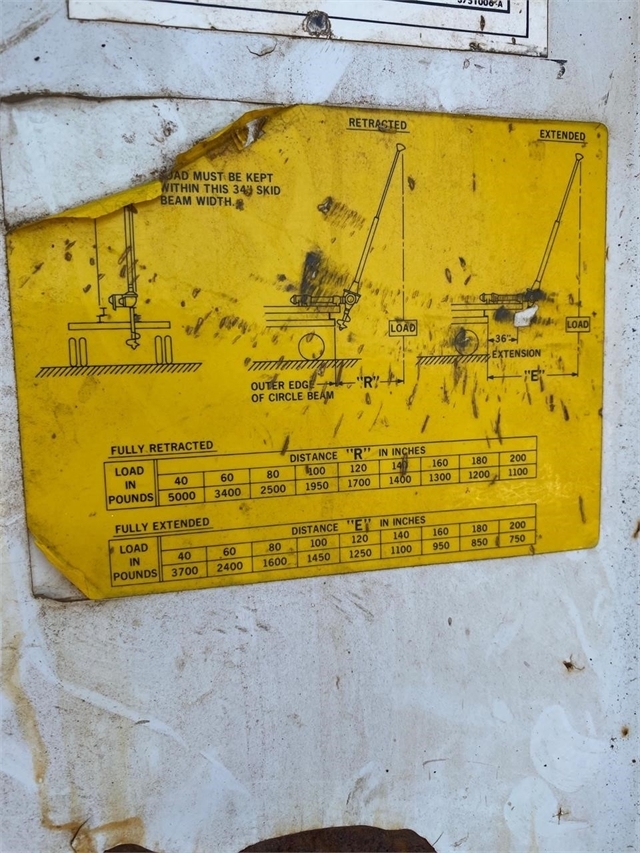 5731006-A
RETRACTED
EXTENDED
LOAD MUST BE KEPT
WITHIN THIS 34" SKID
BEAM WIDTH.
LOAD
LOAD
36"
EXTENSION
OUTER EDGE
OF CIRCLE BEAM
"R"
"E"
FULLY RETRACTED
LOAD IN POUNDS
DISTANCE "R" IN INCHES
40 60 80 100 120 140 160 180 200
5000 3400 2500 1950 1700 1400 1300 1200 1100
FULLY EXTENDED
LOAD IN POUNDS
DISTANCE "E" IN INCHES
40 60 80 100 120 140 160 180 200
3700 2400 1600 1450 1250 1100 950 850 750